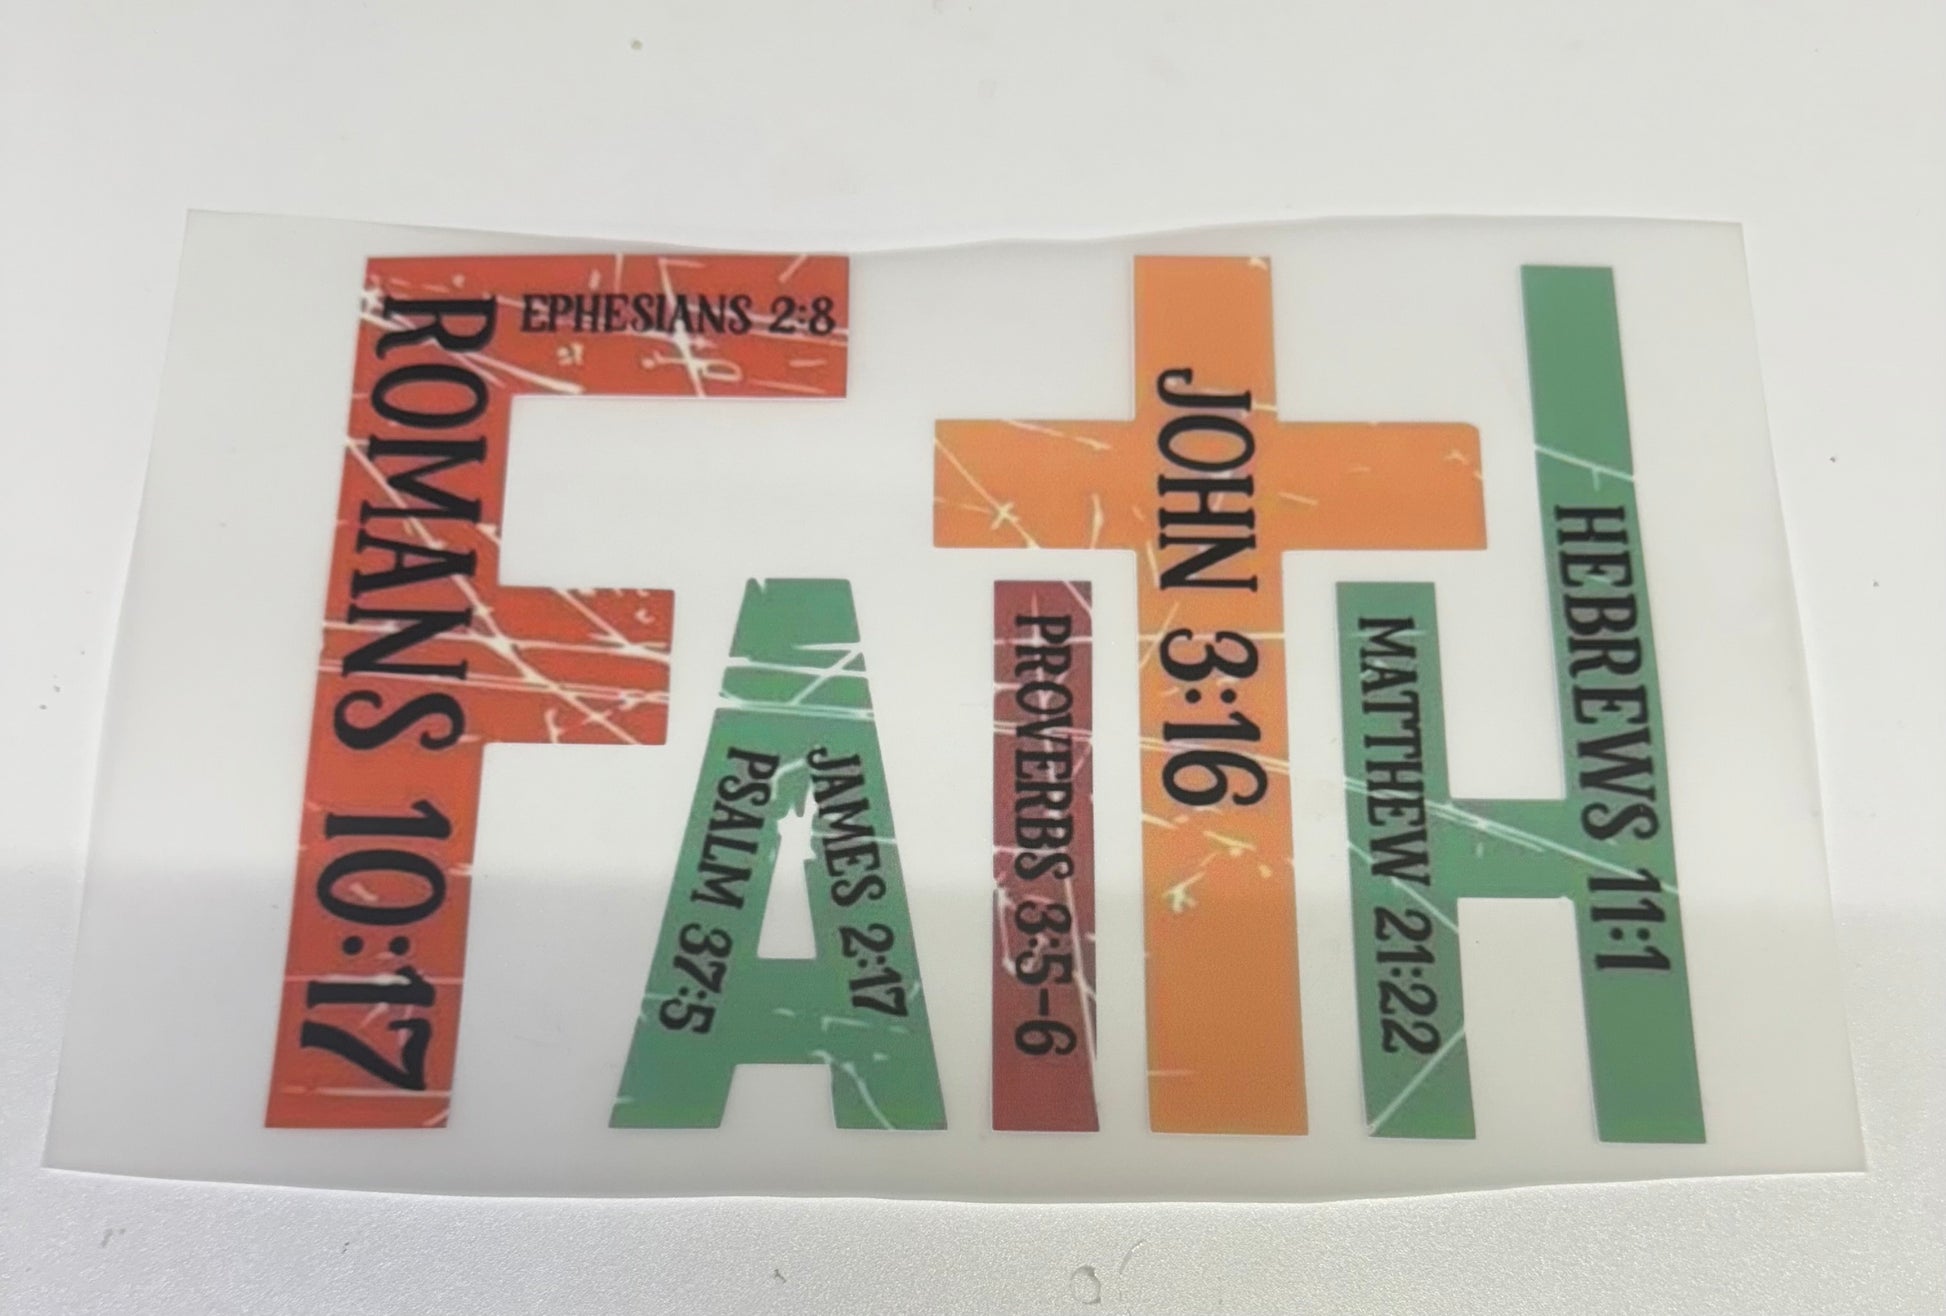 FAITH
EPHESIANS 2:8
ROMANS 10:17
PSALM 37:5
JAMES 2:17
PROVERBS 3:5-6
JOHN 3:16
MATTHEW 21:22
HEBREWS 11:1